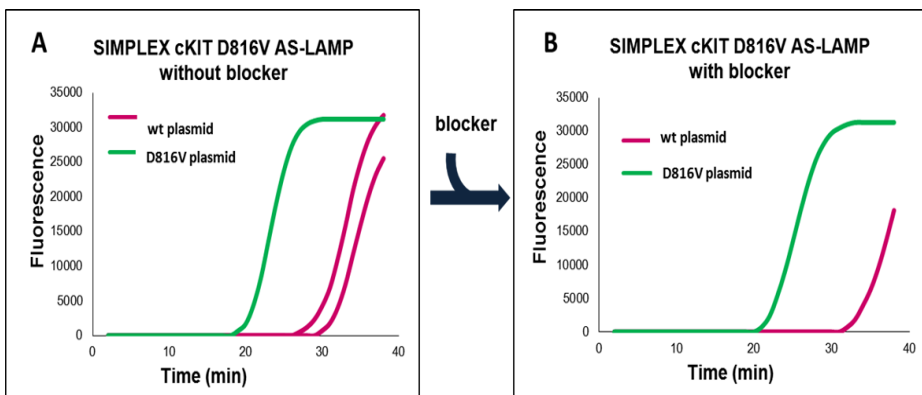 A
SIMPLEX cKIT D816V AS-LAMP
without blocker
35000
30000
25000
20000
15000
10000
5000
0
wt plasmid
D816V plasmid
Fluorescence
0 10 20 30 40
Time (min)
blocker
B
SIMPLEX cKIT D816V AS-LAMP
with blocker
35000
30000
25000
20000
15000
10000
5000
0
wt plasmid
D816V plasmid
Fluorescence
0 10 20 30 40
Time (min)